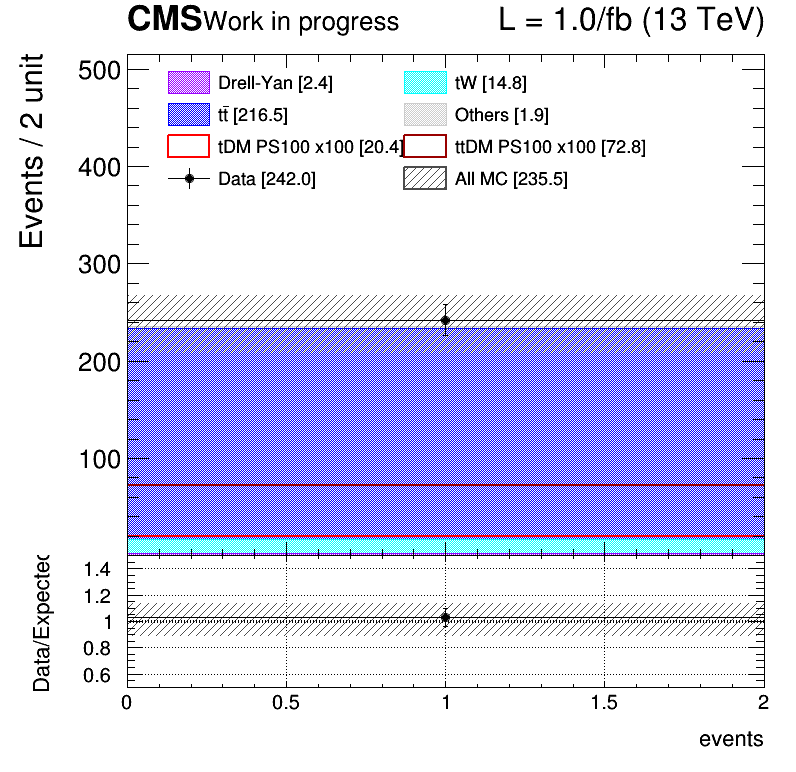 CMS Work in progress L = 1.0/fb (13 TeV)
Events / 2 unit
500
400
300
200
100
Drell-Yan [2.4]
tW [14.8]
tt̄ [216.5]
Others [1.9]
tDM PS100 x100 [20.4]
ttDM PS100 x100 [72.8]
Data [242.0]
All MC [235.5]
Data/Expected
1.4
1.2
1
0.8
0.6
0 0.5 1 1.5 2
events